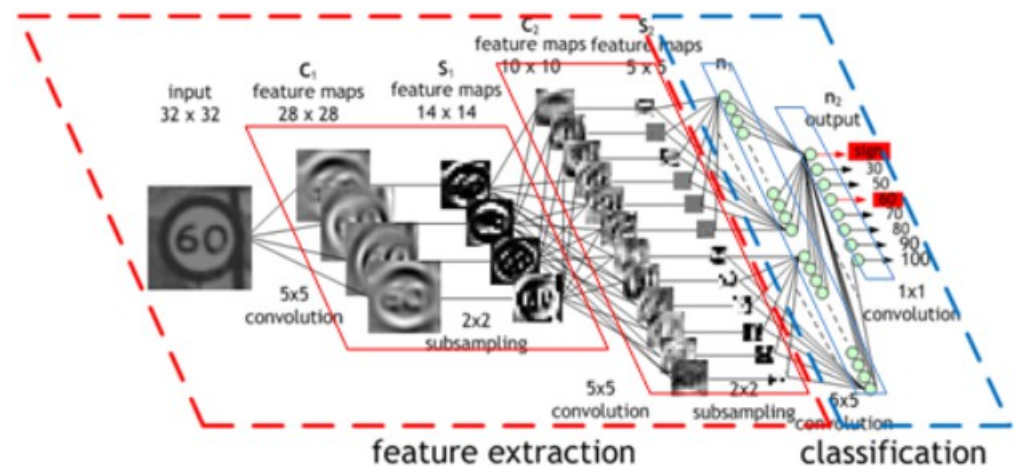 input
32 x 32
C1
feature maps
28 x 28
S1
feature maps
14 x 14
C2
feature maps
10 x 10
S2
feature maps
5 x 5
n1
n2
output
sign
30
50
60
70
80
90
100
60
5x5
convolution
2x2
subsampling
5x5
convolution
2x2
subsampling
6x5
convolution
1x1
convolution
feature extraction
classification